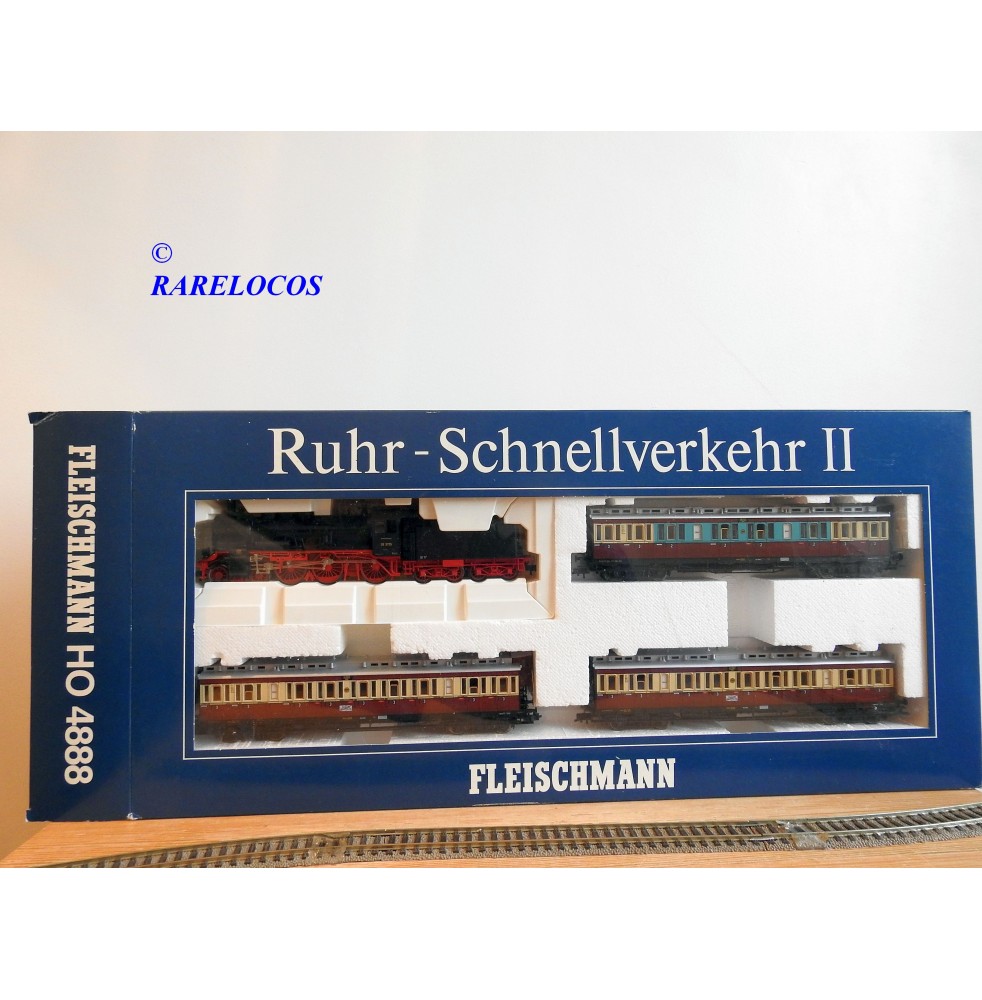 ©
RARELOCOS
Ruhr - Schnellverkehr II
FLEISCHMANN HO 4888
FLEISCHMANN